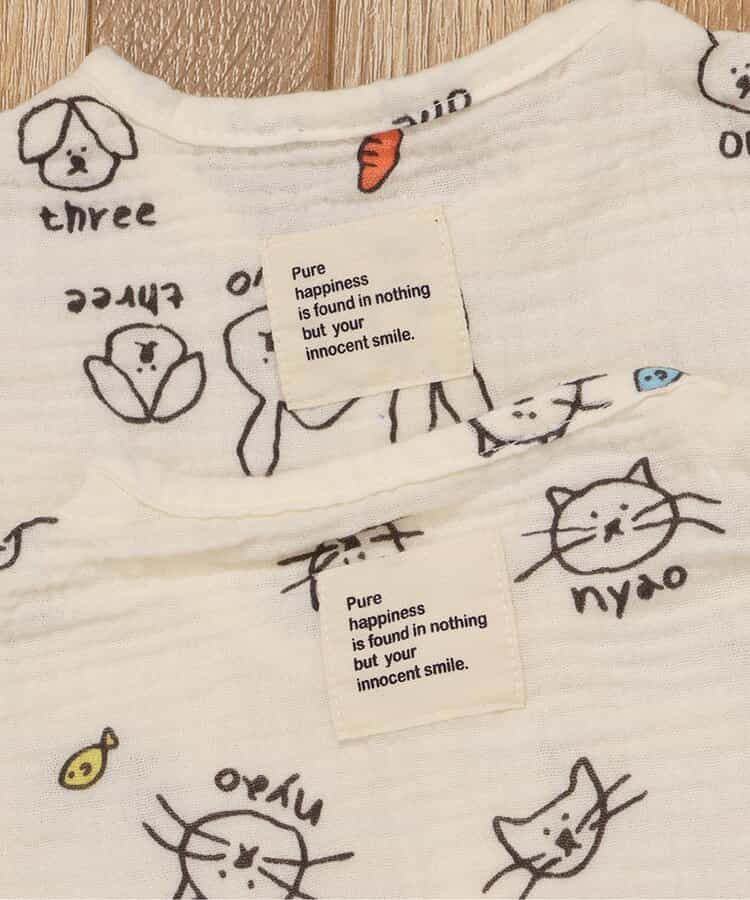 three
three
Pure
happiness
is found in nothing
but your
innocent smile.
nyao
Pure
happiness
is found in nothing
but your
innocent smile.
nyao